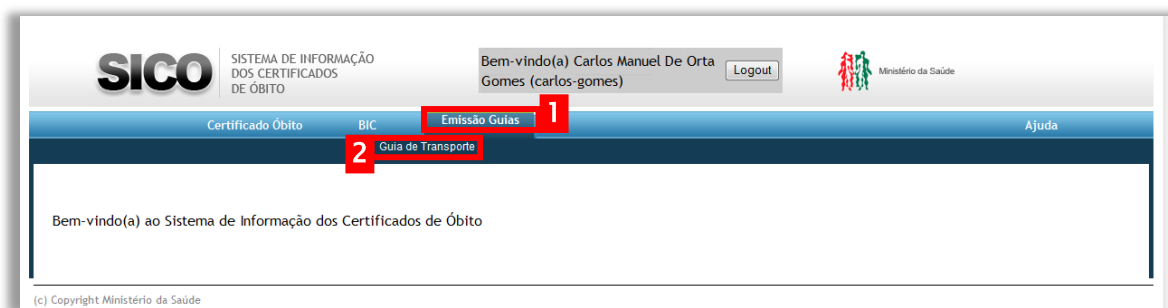 SICO
SISTEMA DE INFORMAÇÃO
DOS CERTIFICADOS
DE ÓBITO
Bem-vindo(a) Carlos Manuel De Orta
Gomes (carlos-gomes)
Logout
Ministério da Saúde
Certificado Óbito
BIC
Emissão Guias
1
Ajuda
2
Guia de Transporte
Bem-vindo(a) ao Sistema de Informação dos Certificados de Óbito
(c) Copyright Ministério da Saúde